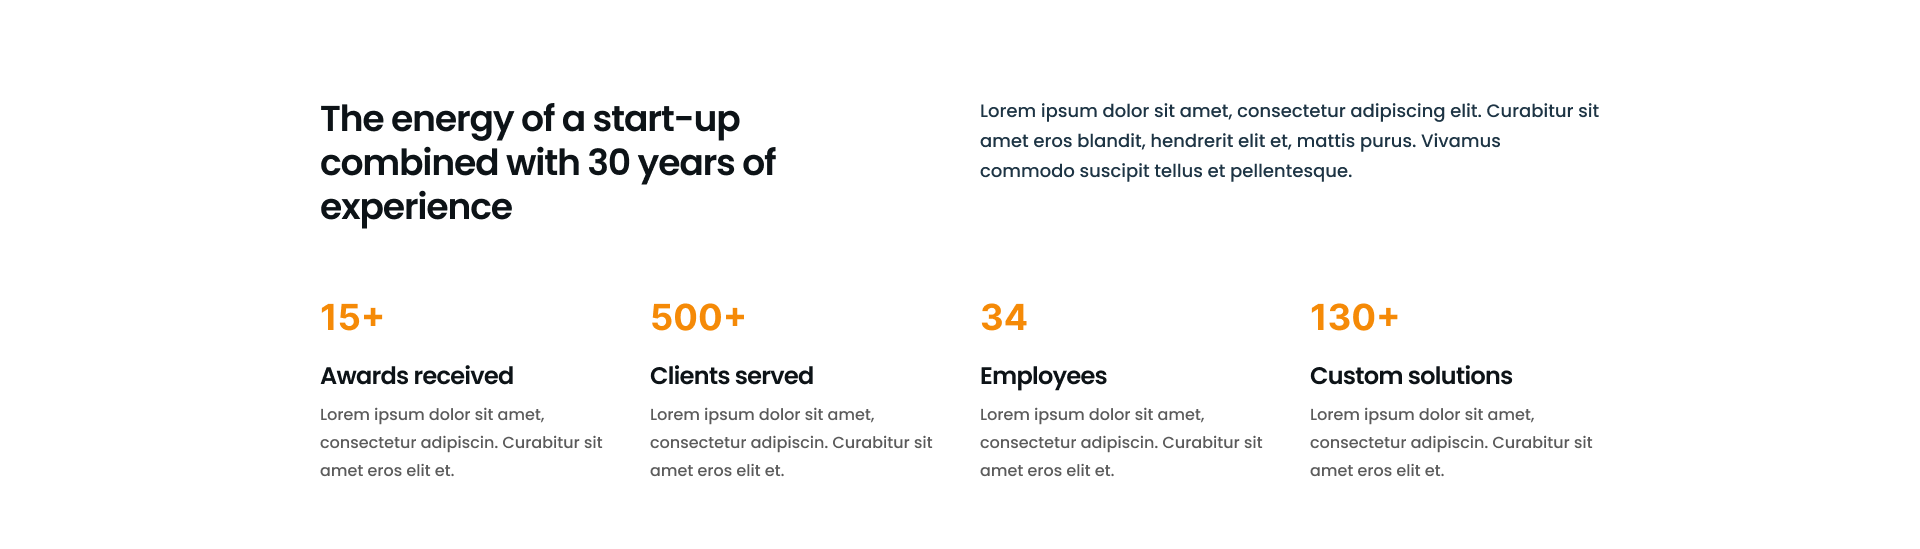 The energy of a start-up
combined with 30 years of
experience
Lorem ipsum dolor sit amet, consectetur adipiscing elit. Curabitur sit
amet eros blandit, hendrerit elit et, mattis purus. Vivamus
commodo suscipit tellus et pellentesque.
15+
Awards received
Lorem ipsum dolor sit amet,
consectetur adipiscin. Curabitur sit
amet eros elit et.
500+
Clients served
Lorem ipsum dolor sit amet,
consectetur adipiscin. Curabitur sit
amet eros elit et.
34
Employees
Lorem ipsum dolor sit amet,
consectetur adipiscin. Curabitur sit
amet eros elit et.
130+
Custom solutions
Lorem ipsum dolor sit amet,
consectetur adipiscin. Curabitur sit
amet eros elit et.